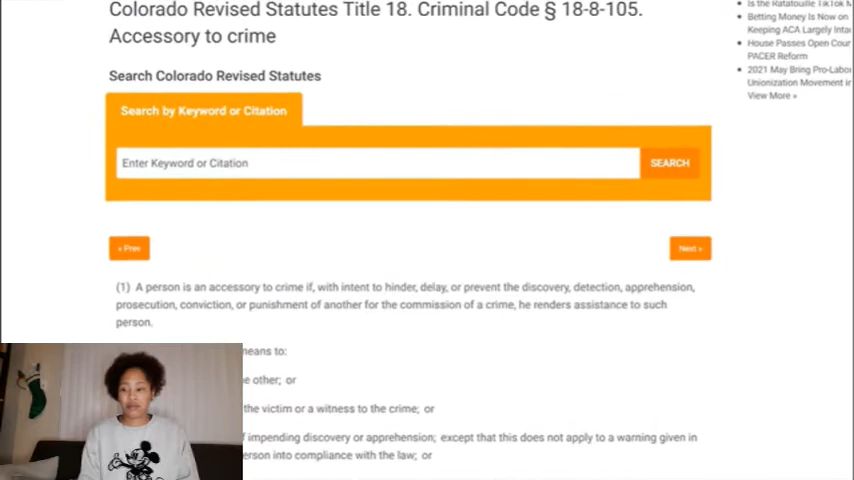 Colorado Revised Statutes Title 18. Criminal Code § 18-8-105.
Accessory to crime
Search Colorado Revised Statutes
Search by Keyword or Citation
Enter Keyword or Citation
SEARCH
« Prev
Next »
(1) A person is an accessory to crime if, with intent to hinder, delay, or prevent the discovery, detection, apprehension,
prosecution, conviction, or punishment of another for the commission of a crime, he renders assistance to such
person.
means to:
e other; or
the victim or a witness to the crime; or
f impending discovery or apprehension; except that this does not apply to a warning given in
erson into compliance with the law; or
Is the Ratatouille TikTok M
Betting Money Is Now on
Keeping ACA Largely Inta
House Passes Open Cour
PACER Reform
2021 May Bring Pro-Labo
Unionization Movement in
View More »